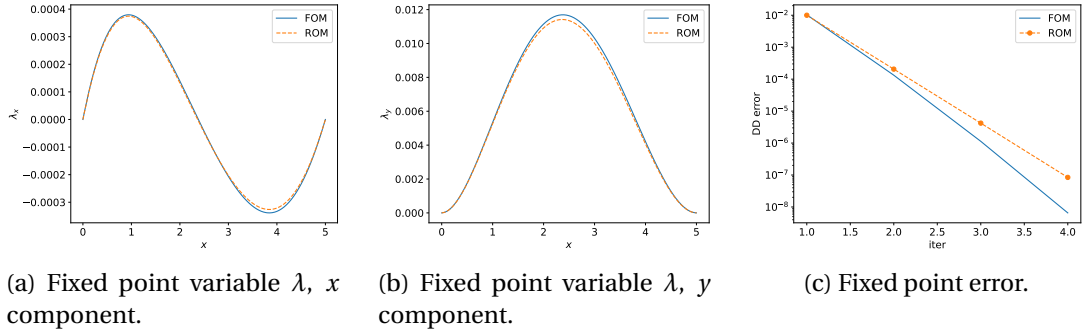 0.0004
0.0003
0.0002
0.0001
0.0000
−0.0001
−0.0002
−0.0003
λx
0 1 2 3 4 5
x
FOM
ROM
0.012
0.010
0.008
0.006
0.004
0.002
0.000
λy
0 1 2 3 4 5
x
FOM
ROM
10−2
10−3
10−4
10−5
10−6
10−7
10−8
DD error
1.0 1.5 2.0 2.5 3.0 3.5 4.0
iter
FOM
ROM
(a) Fixed point variable λ, x
component.
(b) Fixed point variable λ, y
component.
(c) Fixed point error.